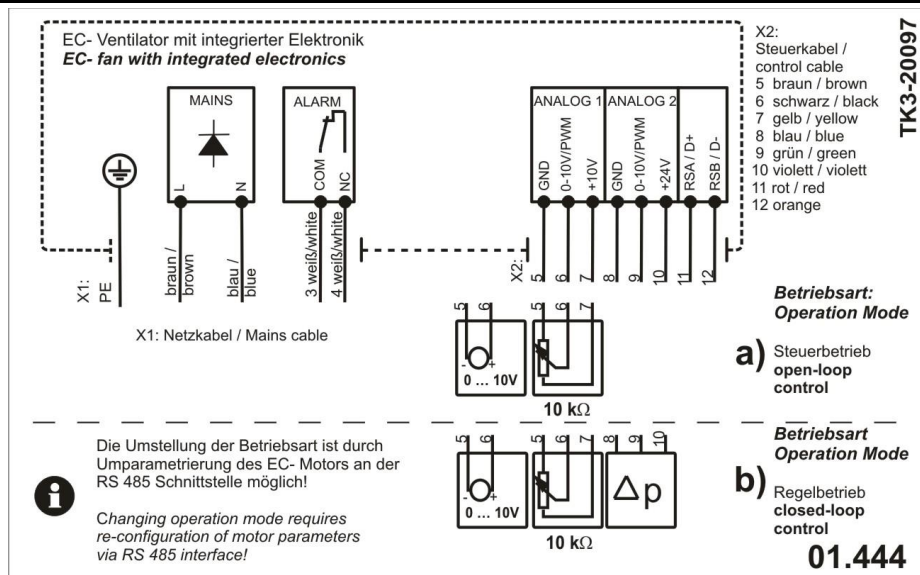 EC- Ventilator mit integrierter Elektronik
EC- fan with integrated electronics
MAINS
L
N
ALARM
COM
NC
ANALOG 1
ANALOG 2
GND
0-10V/PWM
+10V
GND
0-10V/PWM
+24V
RSA / D+
RSB / D-
X2:
Steuerkabel /
control cable
5 braun / brown
6 schwarz / black
7 gelb / yellow
8 blau / blue
9 grün / green
10 violett / violett
11 rot / red
12 orange
TK3-20097
X1:
PE
braun /
brown
blau /
blue
3 weiß/white
4 weiß/white
X2:
5
6
7
8
9
10
11
12
X1: Netzkabel / Mains cable
5
6
- +
0 ... 10V
5
6
7
10 kΩ
Betriebsart:
Operation Mode
a)
Steuerbetrieb
open-loop
control
Die Umstellung der Betriebsart ist durch
Umparametrierung des EC- Motors an der
RS 485 Schnittstelle möglich!
i
Changing operation mode requires
re-configuration of motor parameters
via RS 485 interface!
5
6
- +
0 ... 10V
5
6
7
10 kΩ
8
9
10
Δp
Betriebsart
Operation Mode
b)
Regelbetrieb
closed-loop
control
01.444